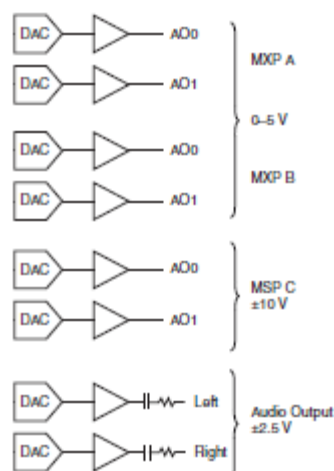 DAC AO0
DAC AO1
MXP A
0–5 V
DAC AO0
MXP B
DAC AO1
DAC AO0
MSP C
±10 V
DAC AO1
DAC Left
Audio Output
±2.5 V
DAC Right